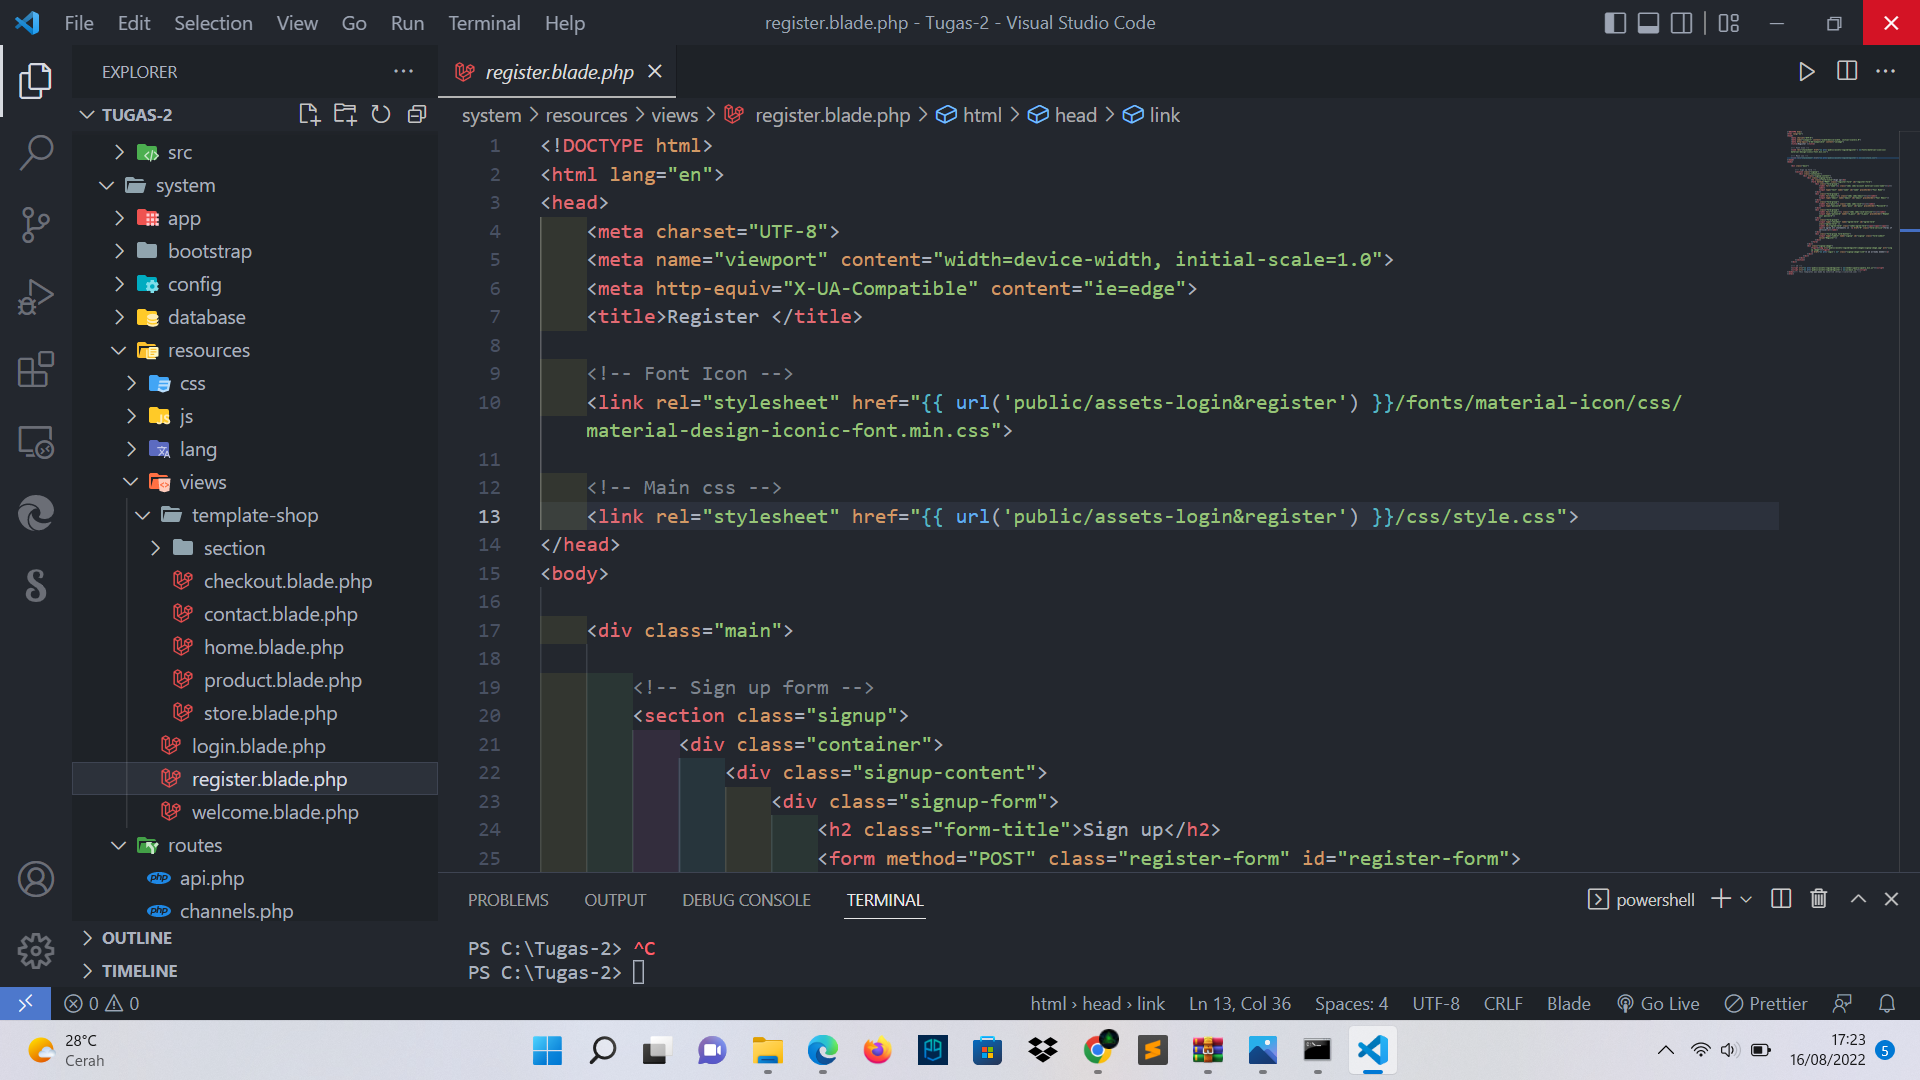 File Edit Selection View Go Run Terminal Help
register.blade.php - Tugas-2 - Visual Studio Code
EXPLORER
TUGAS-2
src
system
app
bootstrap
config
database
resources
css
js
lang
views
template-shop
section
checkout.blade.php
contact.blade.php
home.blade.php
product.blade.php
store.blade.php
login.blade.php
register.blade.php
welcome.blade.php
routes
api.php
channels.php
OUTLINE
TIMELINE
register.blade.php
system > resources > views > register.blade.php > html > head > link
1 <!DOCTYPE html>
2 <html lang="en">
3 <head>
4 <meta charset="UTF-8">
5 <meta name="viewport" content="width=device-width, initial-scale=1.0">
6 <meta http-equiv="X-UA-Compatible" content="ie=edge">
7 <title>Register </title>
8
9 <!-- Font Icon -->
10 <link rel="stylesheet" href="{{ url('public/assets-login&register') }}/fonts/material-icon/css/
material-design-iconic-font.min.css">
11
12 <!-- Main css -->
13 <link rel="stylesheet" href="{{ url('public/assets-login&register') }}/css/style.css">
14 </head>
15 <body>
16
17 <div class="main">
18
19 <!-- Sign up form -->
20 <section class="signup">
21 <div class="container">
22 <div class="signup-content">
23 <div class="signup-form">
24 <h2 class="form-title">Sign up</h2>
25 <form method="POST" class="register-form" id="register-form">
PROBLEMS OUTPUT DEBUG CONSOLE TERMINAL
powershell
PS C:\Tugas-2> ^C
PS C:\Tugas-2>
0 0
html › head › link Ln 13, Col 36 Spaces: 4 UTF-8 CRLF Blade Go Live Prettier
28°C
Cerah
17:23
16/08/2022
5